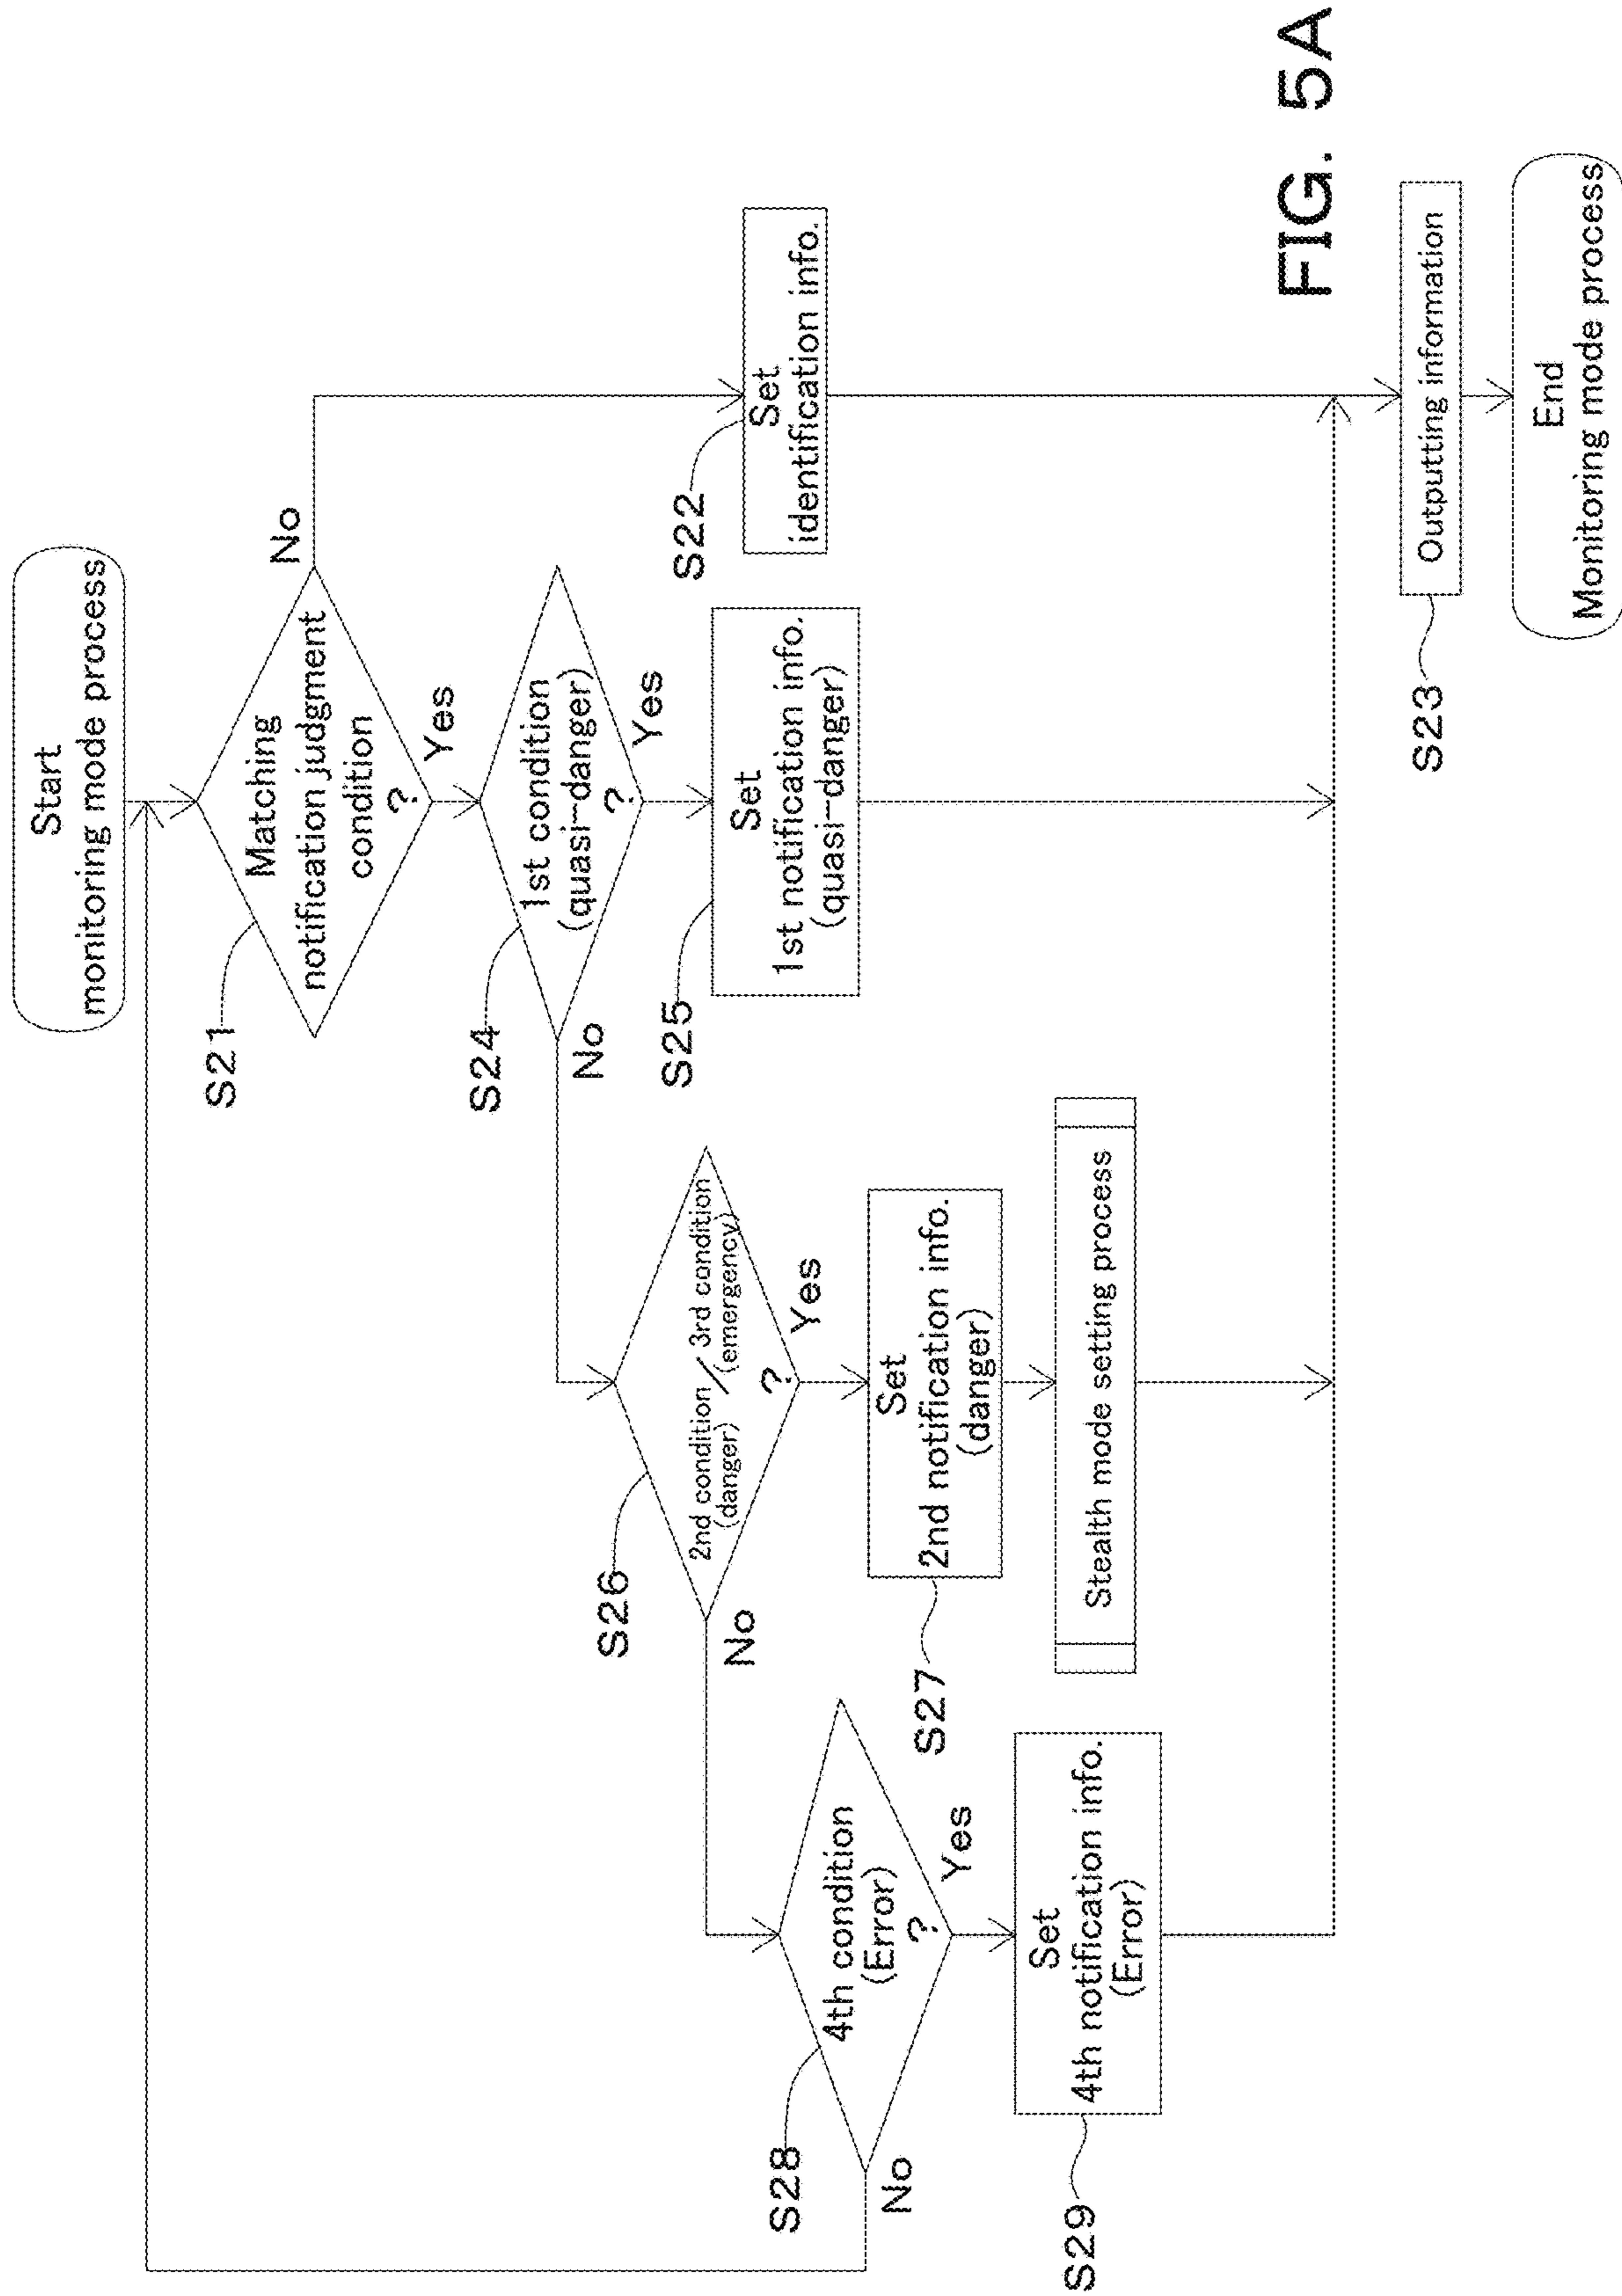 Start
monitoring mode process
S21
Matching
notification judgment
condition
?
No
Yes
S24
1st condition
(quasi-danger)
?
No
Yes
S22
Set
identification info.
S25
Set
1st notification info.
(quasi-danger)
S26
2nd condition / 3rd condition
(danger) (emergency)
?
No
Yes
S27
Set
2nd notification info.
(danger)
Stealth mode setting process
S28
4th condition
(Error)
?
No
Yes
S29
Set
4th notification info.
(Error)
S23
Outputting information
End
Monitoring mode process
FIG. 5A